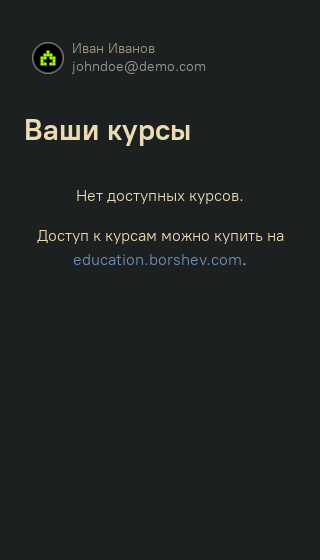 Иван Иванов
johndoe@demo.com
Ваши курсы
Нет доступных курсов.
Доступ к курсам можно купить на
education.borshev.com.